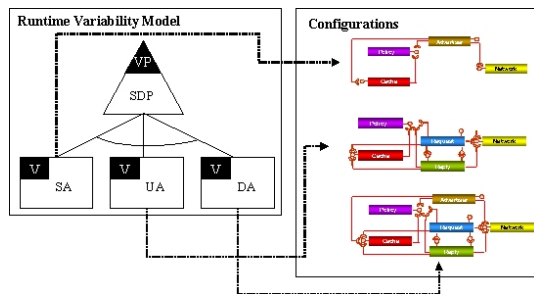 Runtime Variability Model
VP
SDP
V
SA
V
UA
V
DA
Configurations
Advertiser
Policy
Network
Cache
Policy
Request
Network
Cache
Reply
Advertiser
Policy
Request
Network
Cache
Reply